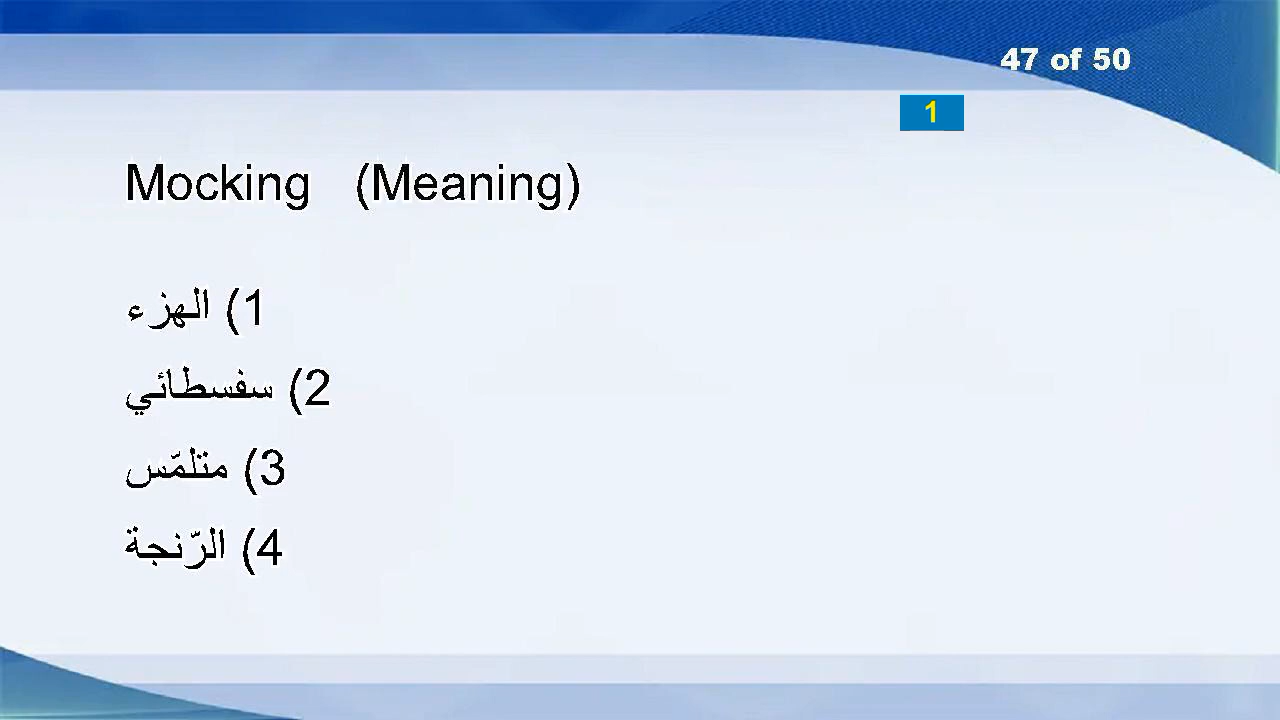 47 of 50
1
Mocking (Meaning)
1) الهزء
2) سفسطائي
3) متلمّس
4) الرّنجة